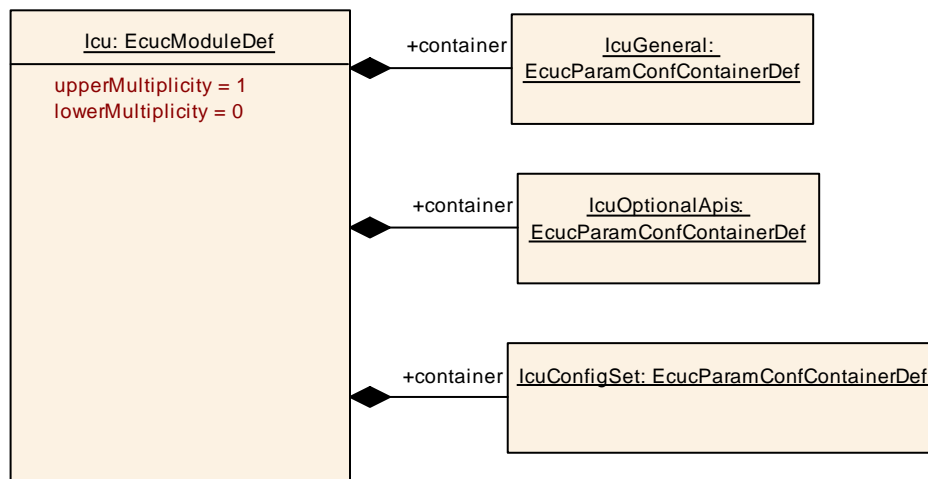 Icu: EcucModuleDef
upperMultiplicity = 1
lowerMultiplicity = 0
+container
IcuGeneral:
EcucParamConfContainerDef
+container
IcuOptionalApis:
EcucParamConfContainerDef
+container
IcuConfigSet: EcucParamConfContainerDef